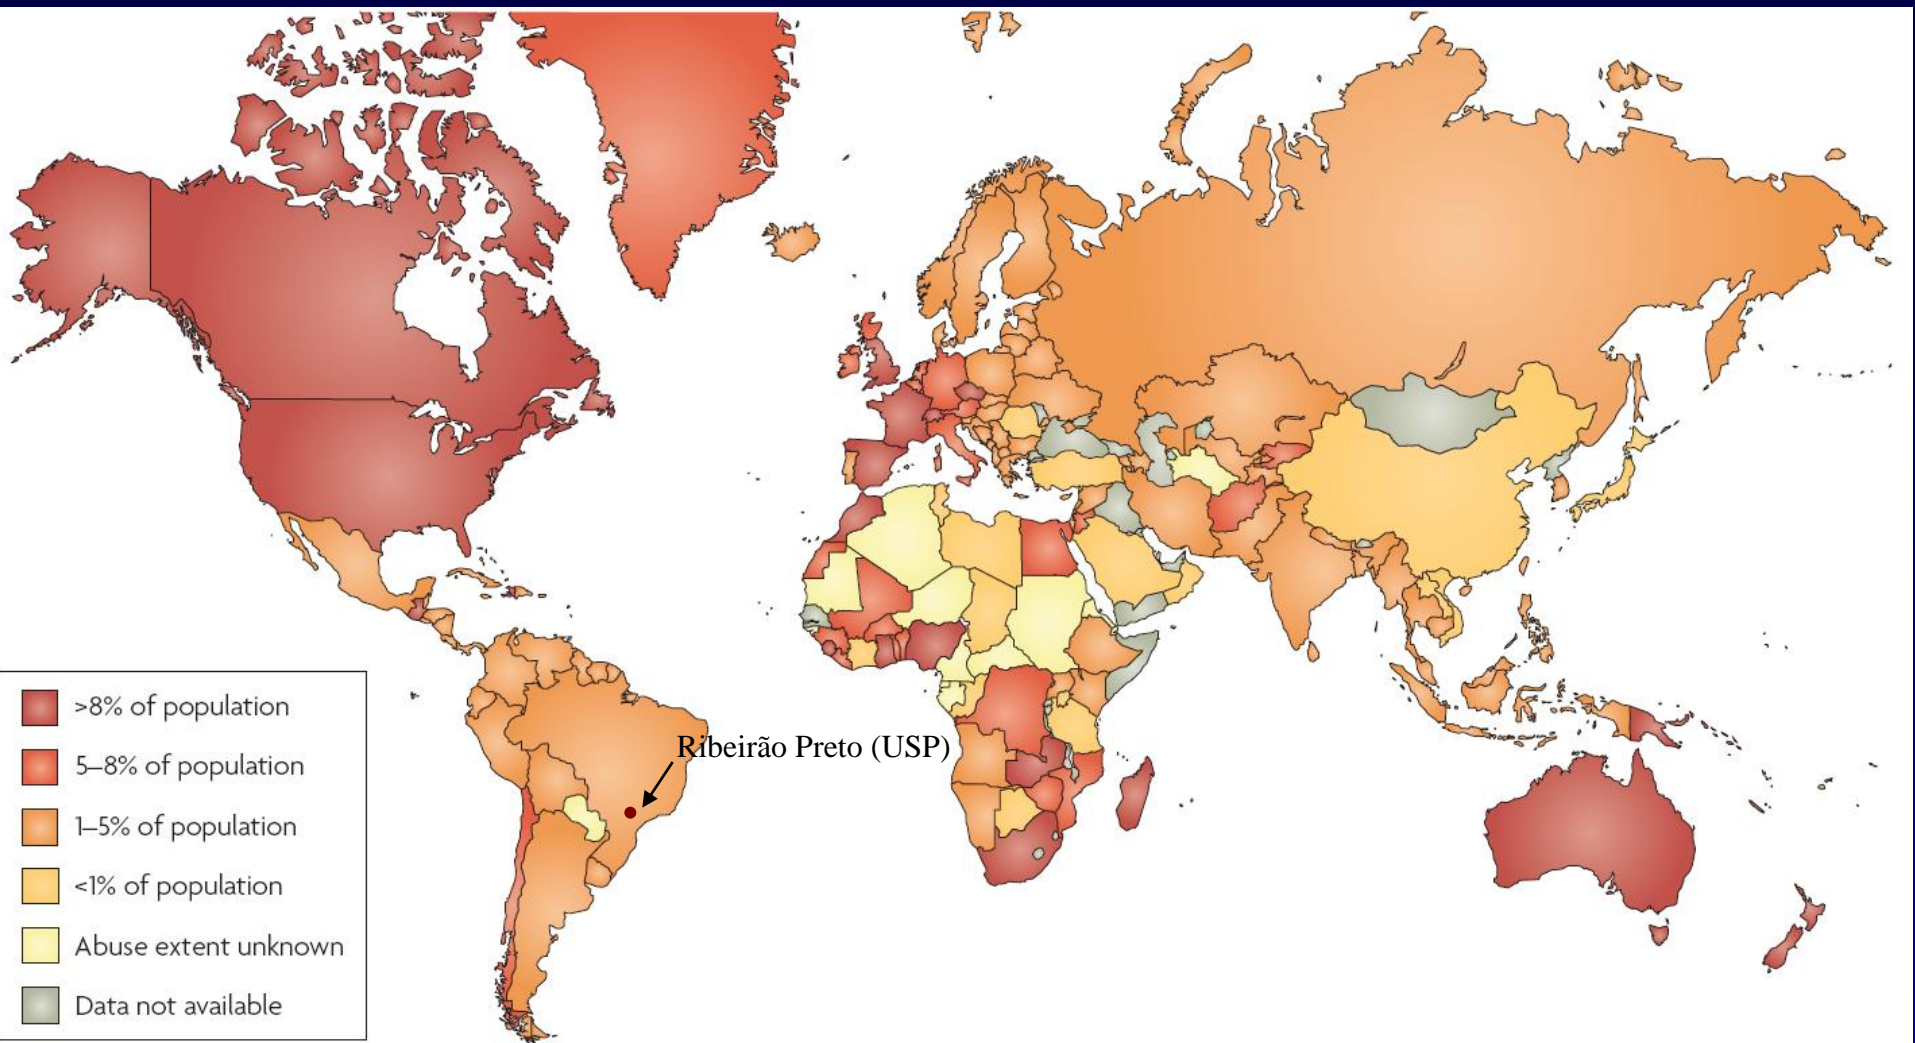 Ribeirão Preto (USP)
>8% of population
5–8% of population
1–5% of population
<1% of population
Abuse extent unknown
Data not available